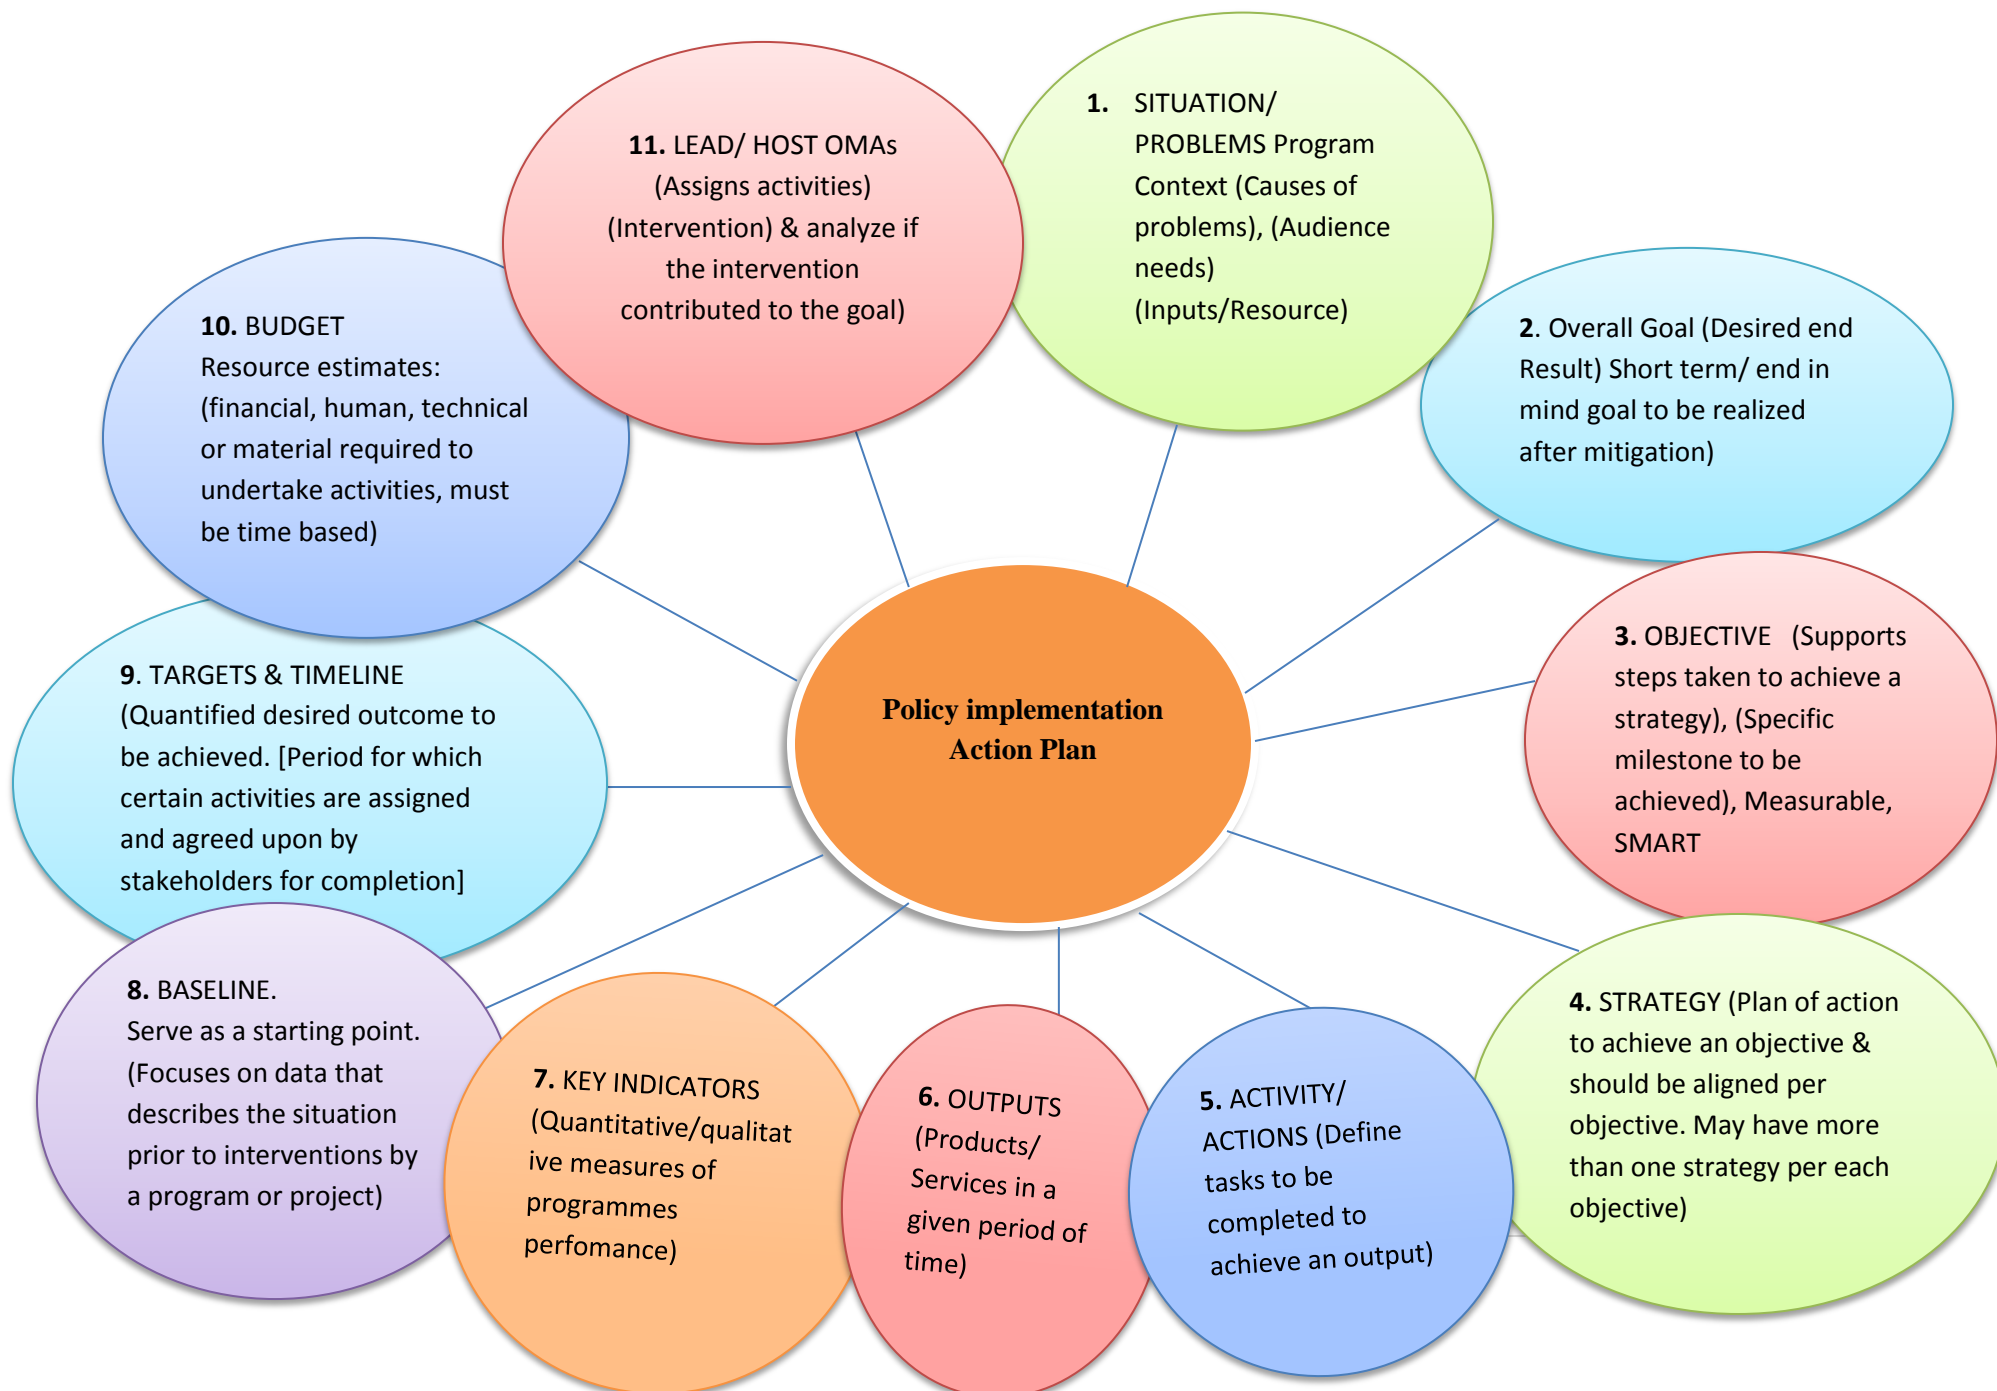 1. SITUATION/
PROBLEMS Program
Context (Causes of
problems), (Audience
needs)
(Inputs/Resource)
2. Overall Goal (Desired end
Result) Short term/ end in
mind goal to be realized
after mitigation)
3. OBJECTIVE (Supports
steps taken to achieve a
strategy), (Specific
milestone to be
achieved), Measurable,
SMART
4. STRATEGY (Plan of action
to achieve an objective &
should be aligned per
objective. May have more
than one strategy per each
objective)
5. ACTIVITY/
ACTIONS (Define
tasks to be
completed to
achieve an output)
6. OUTPUTS
(Products/
Services in a
given period of
time)
7. KEY INDICATORS
(Quantitative/qualitat
ive measures of
programmes
perfomance)
8. BASELINE.
Serve as a starting point.
(Focuses on data that
describes the situation
prior to interventions by
a program or project)
9. TARGETS & TIMELINE
(Quantified desired outcome to
be achieved. [Period for which
certain activities are assigned
and agreed upon by
stakeholders for completion]
10. BUDGET
Resource estimates:
(financial, human, technical
or material required to
undertake activities, must
be time based)
11. LEAD/ HOST OMAs
(Assigns activities)
(Intervention) & analyze if
the intervention
contributed to the goal)
Policy implementation
Action Plan